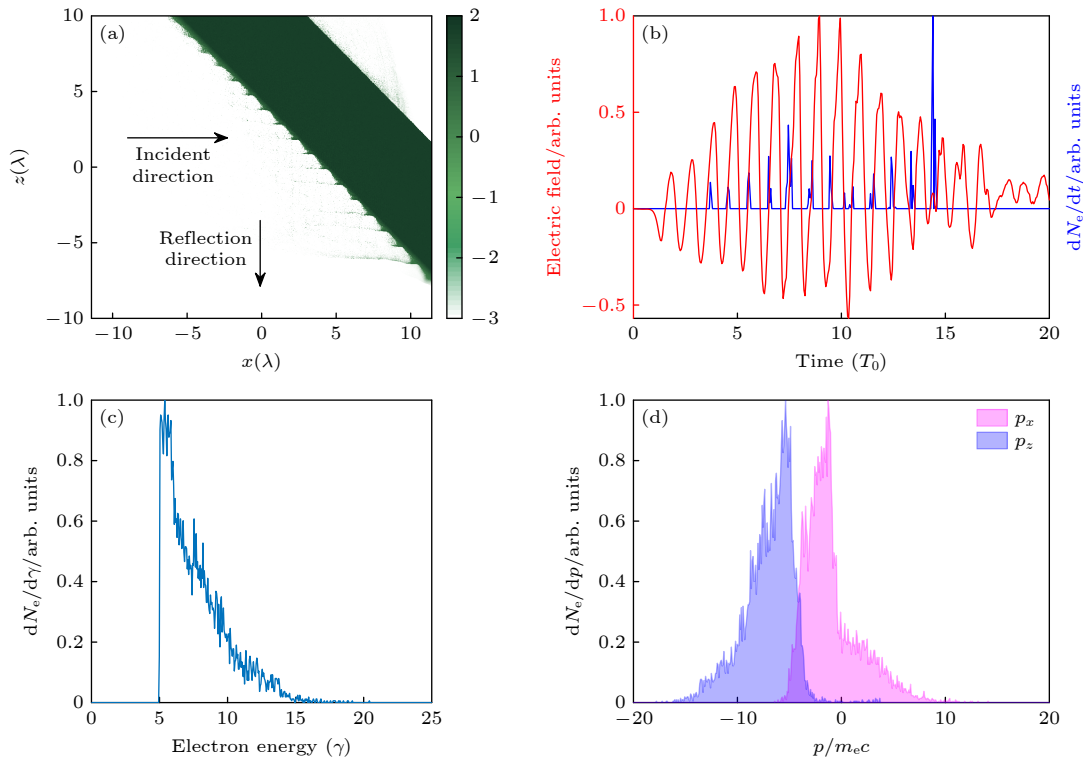 (a)
10
5
0
−5
−10
z(λ)
−10
−5
0
5
10
x(λ)
Incident
direction
Reflection
direction
2
1
0
−1
−2
−3
(b)
1.0
0.5
0
−0.5
Electric field/arb. units
dNe/dt/arb. units
0
5
10
15
20
Time (T0)
(c)
1.0
0.8
0.6
0.4
0.2
0
dNe/dγ/arb. units
0
5
10
15
20
25
Electron energy (γ)
(d)
px
pz
1.0
0.8
0.6
0.4
0.2
0
dNe/dp/arb. units
−20
−10
0
10
20
p/mec